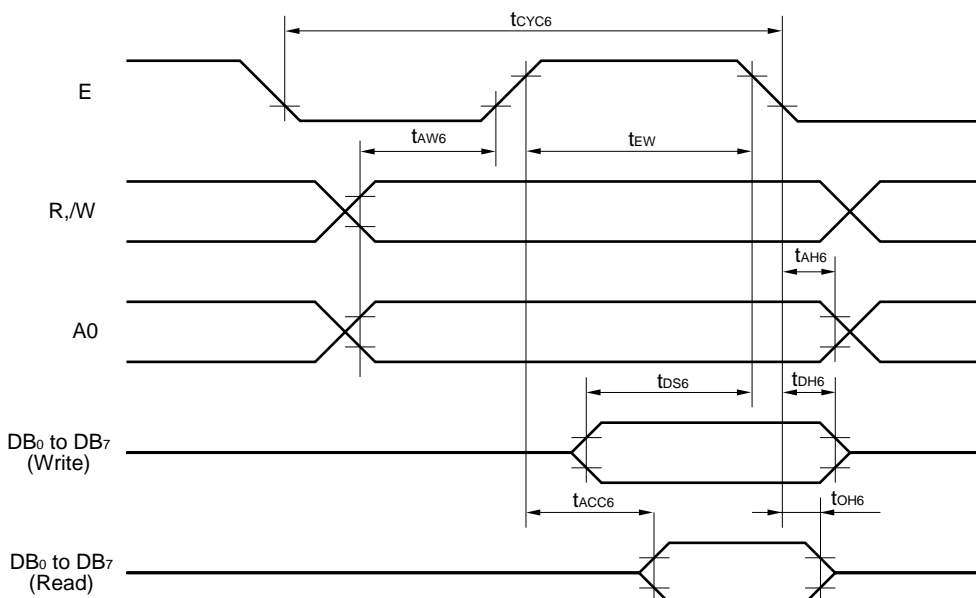 tCYC6
E
tAW6
tEW
R,/W
tAH6
A0
tDS6
tDH6
DB0 to DB7
(Write)
tACC6
tOH6
DB0 to DB7
(Read)